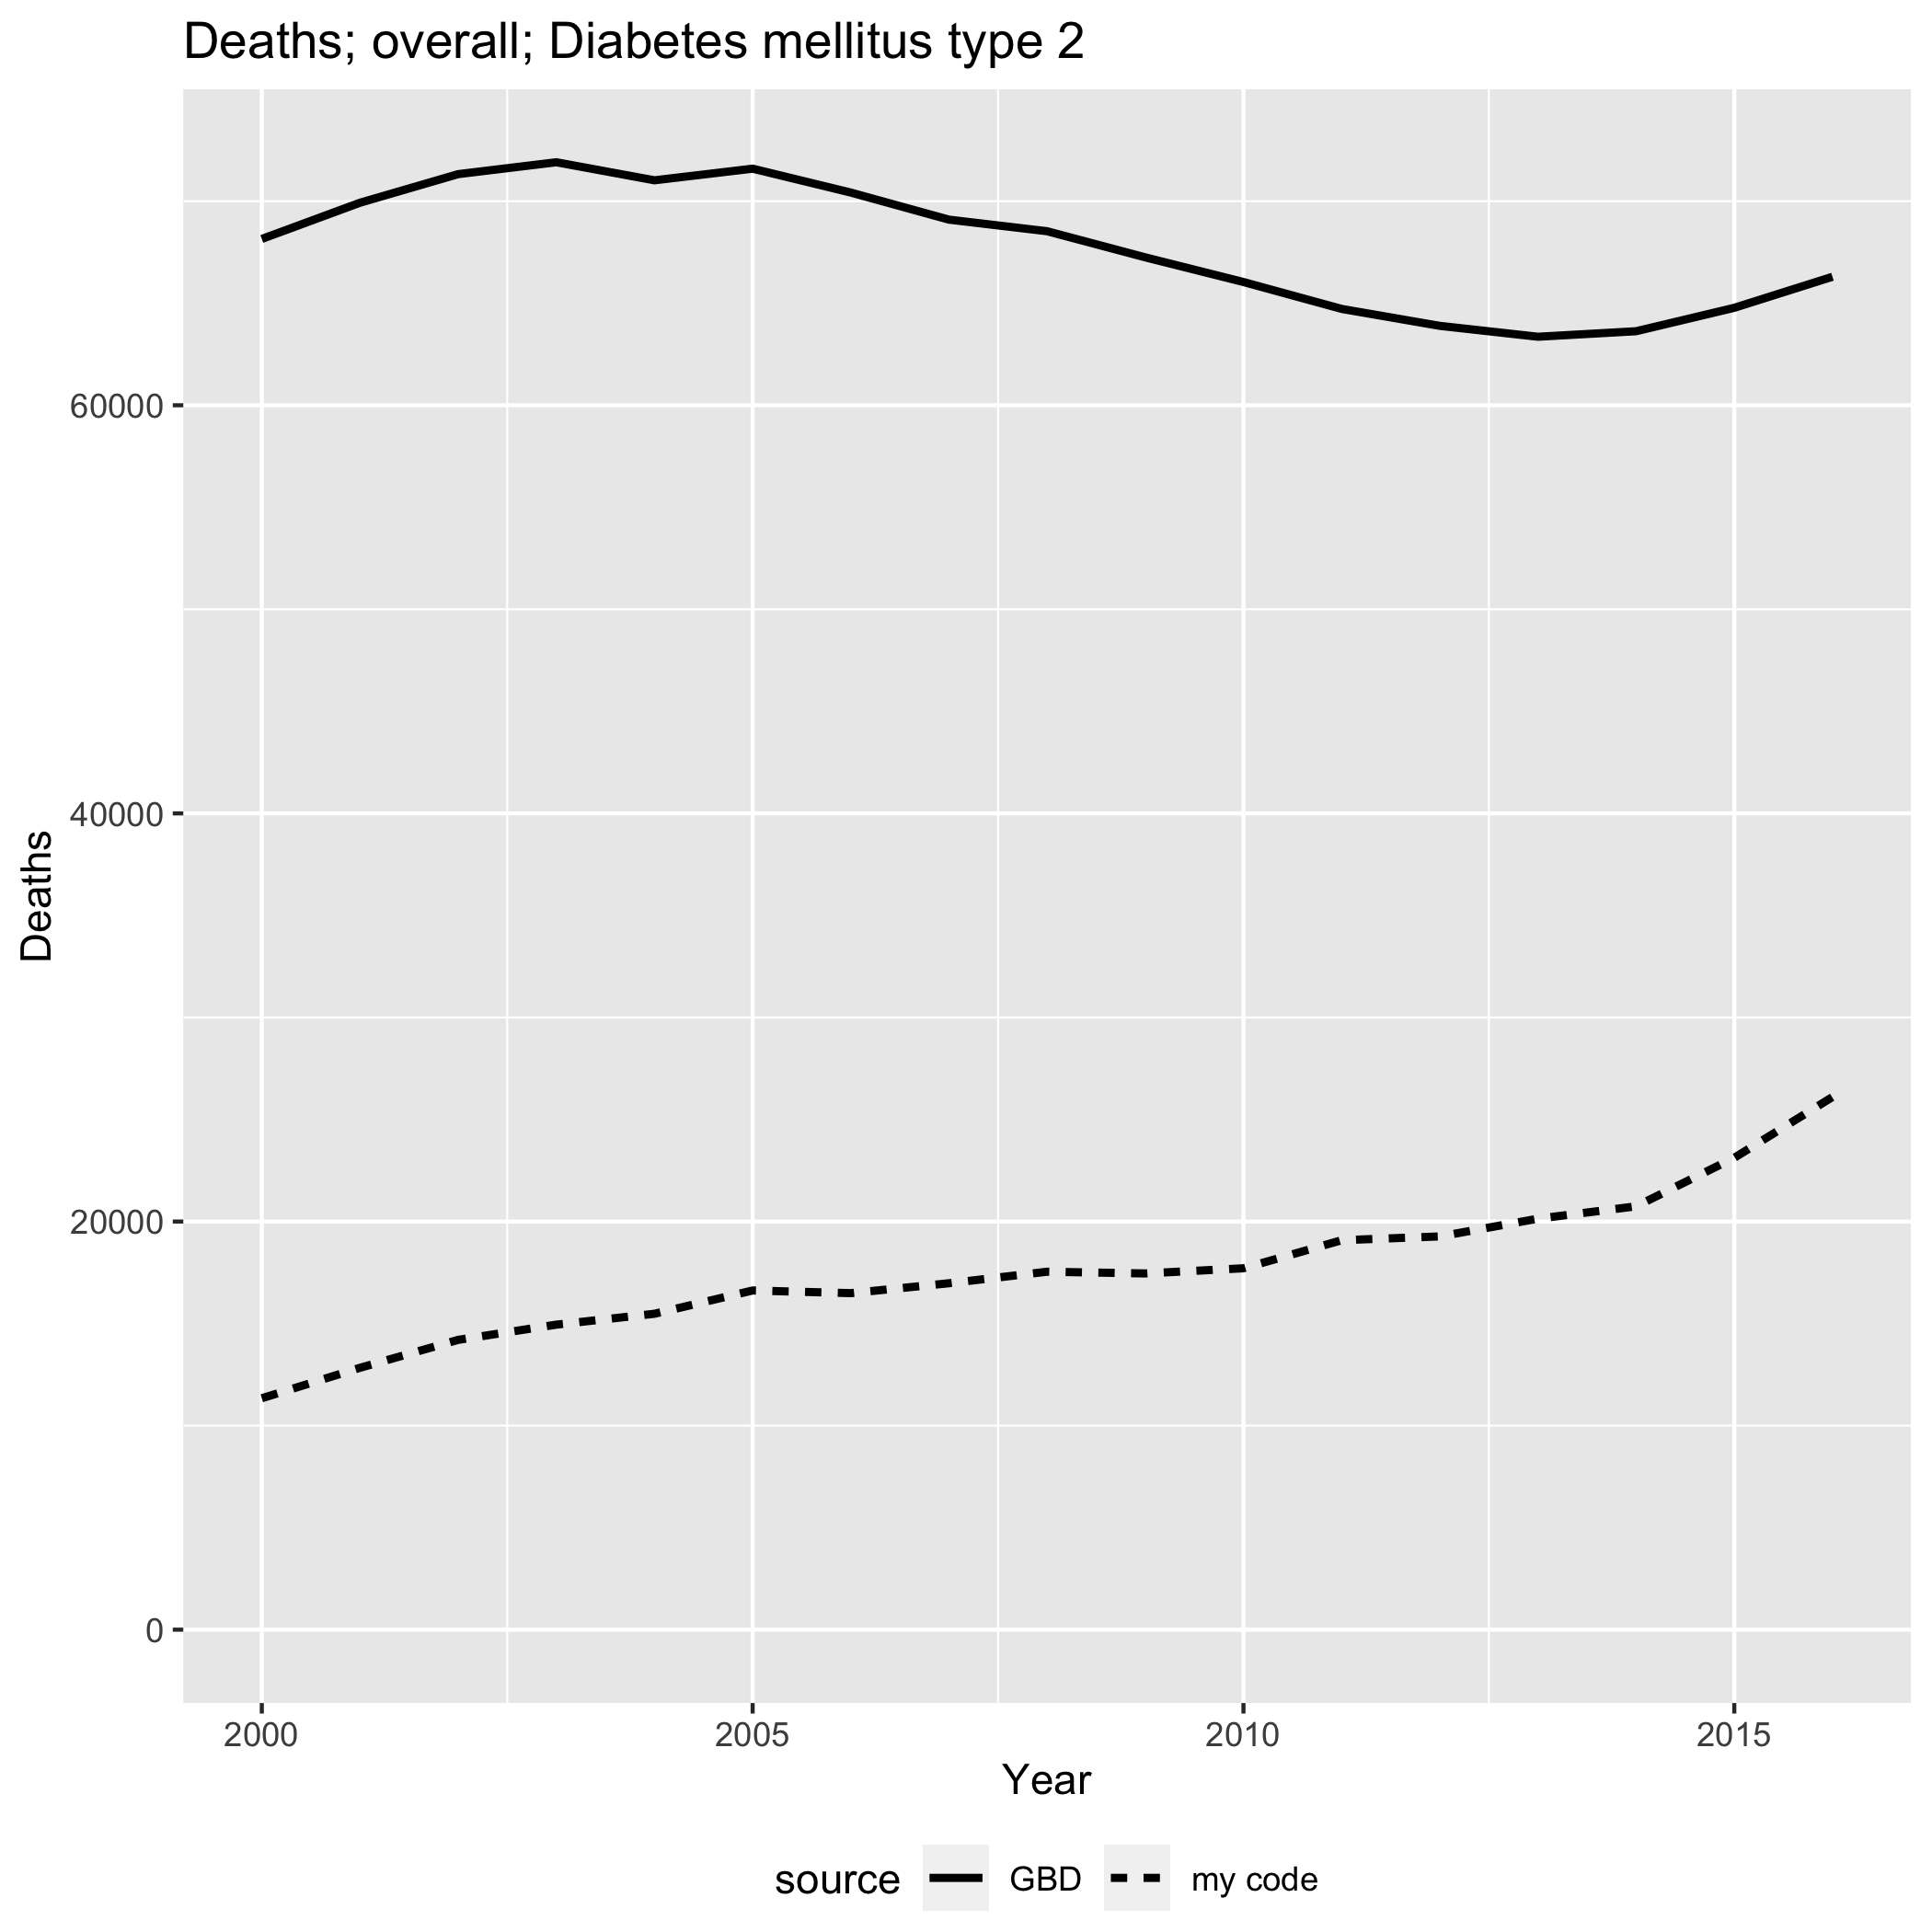 Deaths; overall; Diabetes mellitus type 2
Deaths
60000
40000
20000
0
2000 2005 2010 2015
Year
source GBD my code